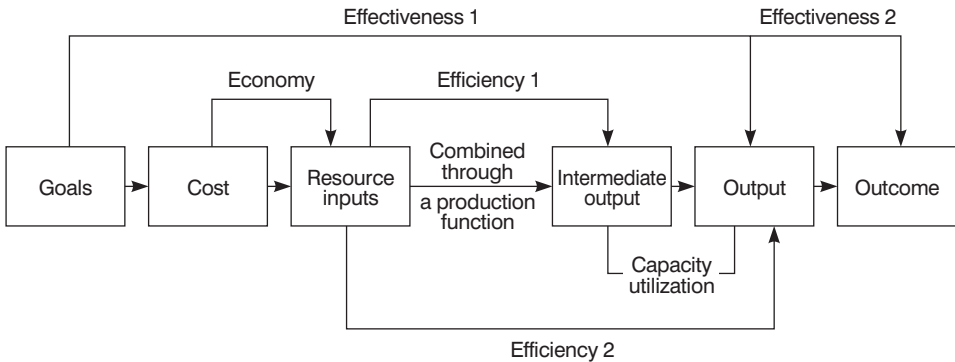 Effectiveness 1
Effectiveness 2
Economy
Efficiency 1
Goals
Cost
Resource
inputs
Combined
through
a production
function
Intermediate
output
Output
Outcome
Capacity
utilization
Efficiency 2